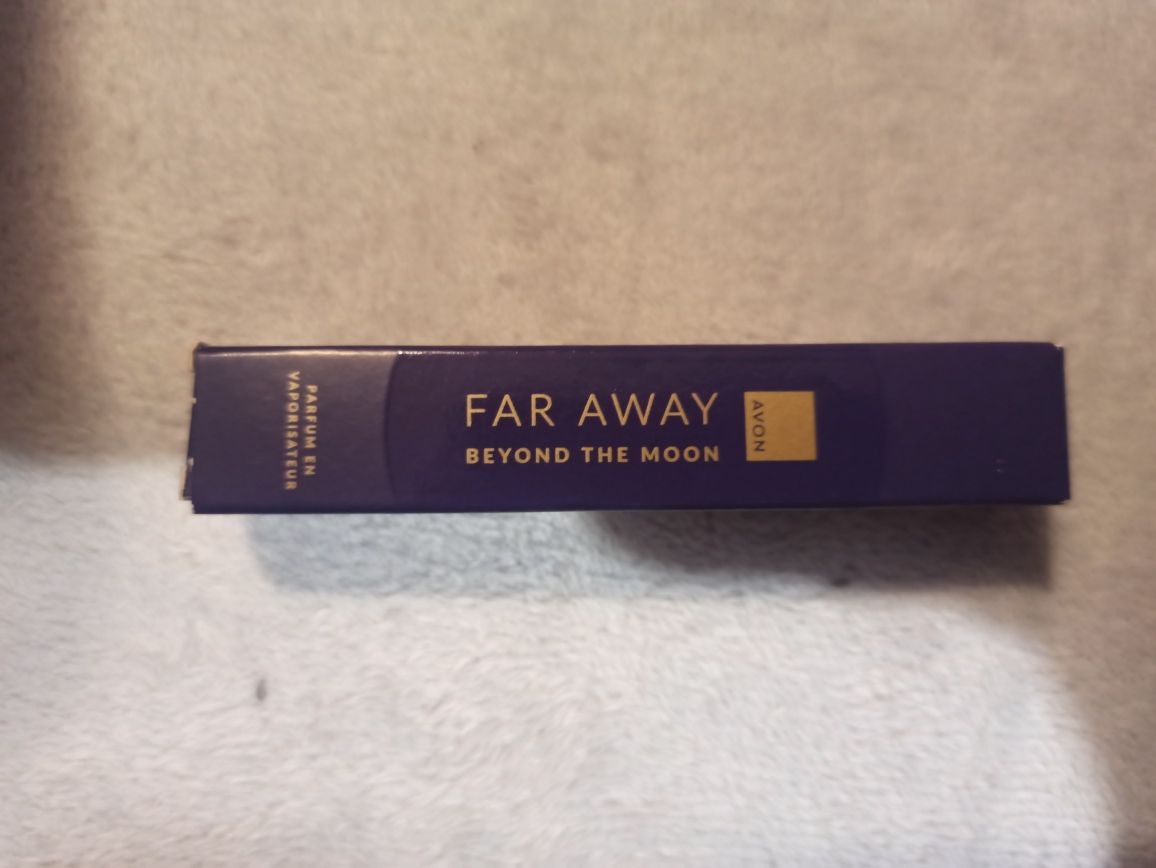 FAR AWAY
BEYOND THE MOON
AVON
PARFUM EN
VAPORISATEUR